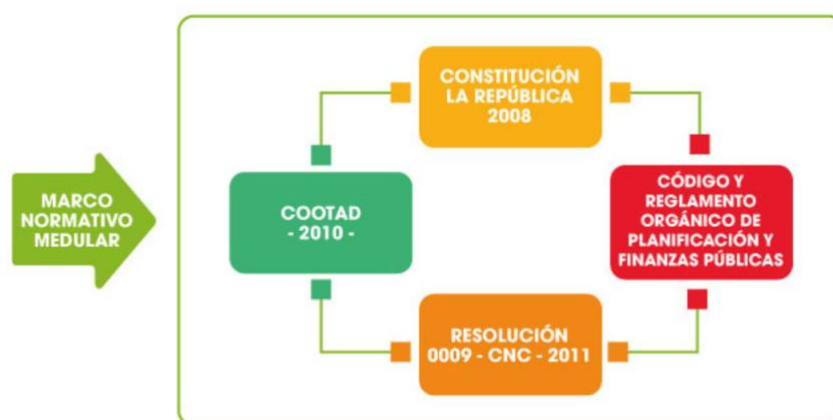 MARCO
NORMATIVO
MEDULAR
CONSTITUCIÓN
LA REPÚBLICA
2008
COOTAD
- 2010 -
CÓDIGO Y
REGLAMENTO
ORGÁNICO DE
PLANIFICACIÓN Y
FINANZAS PÚBLICAS
RESOLUCIÓN
0009 - CNC - 2011